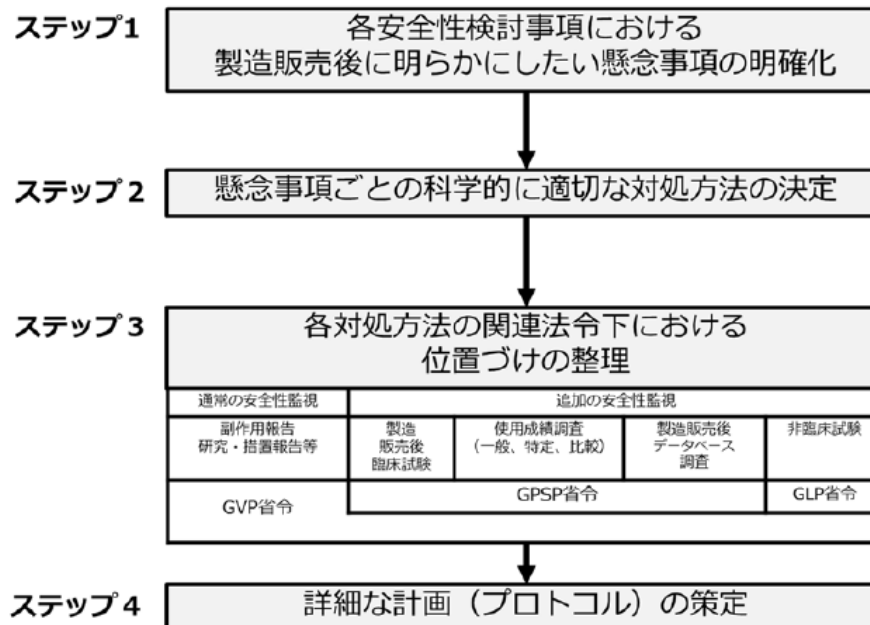 ステップ1
各安全性検討事項における
製造販売後に明らかにしたい懸念事項の明確化
ステップ2
懸念事項ごとの科学的に適切な対処方法の決定
ステップ3
各対処方法の関連法令下における
位置づけの整理
通常の安全性監視
追加の安全性監視
副作用報告
研究・措置報告等
製造
販売後
臨床試験
使用成績調査
(一般、特定、比較)
製造販売後
データベース
調査
非臨床試験
GVP省令
GPSP省令
GLP省令
ステップ4
詳細な計画(プロトコル)の策定